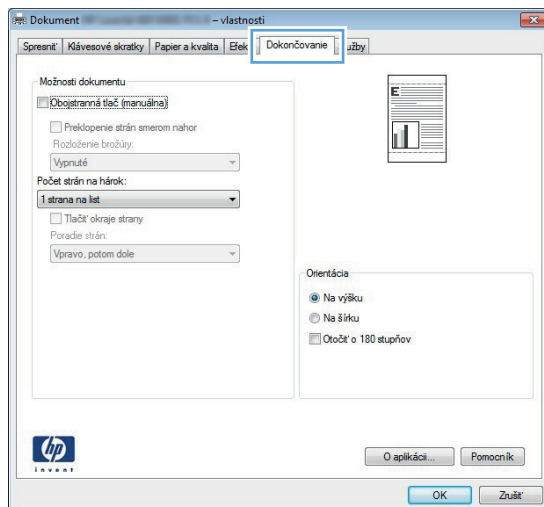 Dokument
– vlastnosti
Spresniť Klávesové skratky Papier a kvalita Efek Dokončovanie užby
Možnosti dokumentu
Obojstranná tlač (manuálna)
Preklopenie strán smerom nahor
Rozloženie brožúry:
Vypnuté
Počet strán na hárok:
1 strana na list
Tlačiť okraje strany
Poradie strán:
Vpravo, potom dole
E
Orientácia
Na výšku
Na šírku
Otočiť o 180 stupňov
hp
invent
O aplikácii... Pomocník
OK Zrušiť